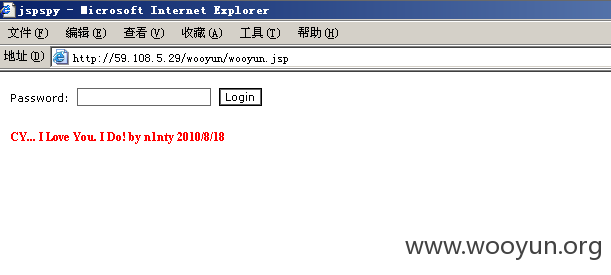 jspspy - Microsoft Internet Explorer
文件(F) 编辑(E) 查看(V) 收藏(A) 工具(T) 帮助(H)
地址(D) http://59.108.5.29/wooyun/wooyun.jsp
Password: Login
CY... I Love You. I Do! by n1nty 2010/8/18
www.wooyun.org